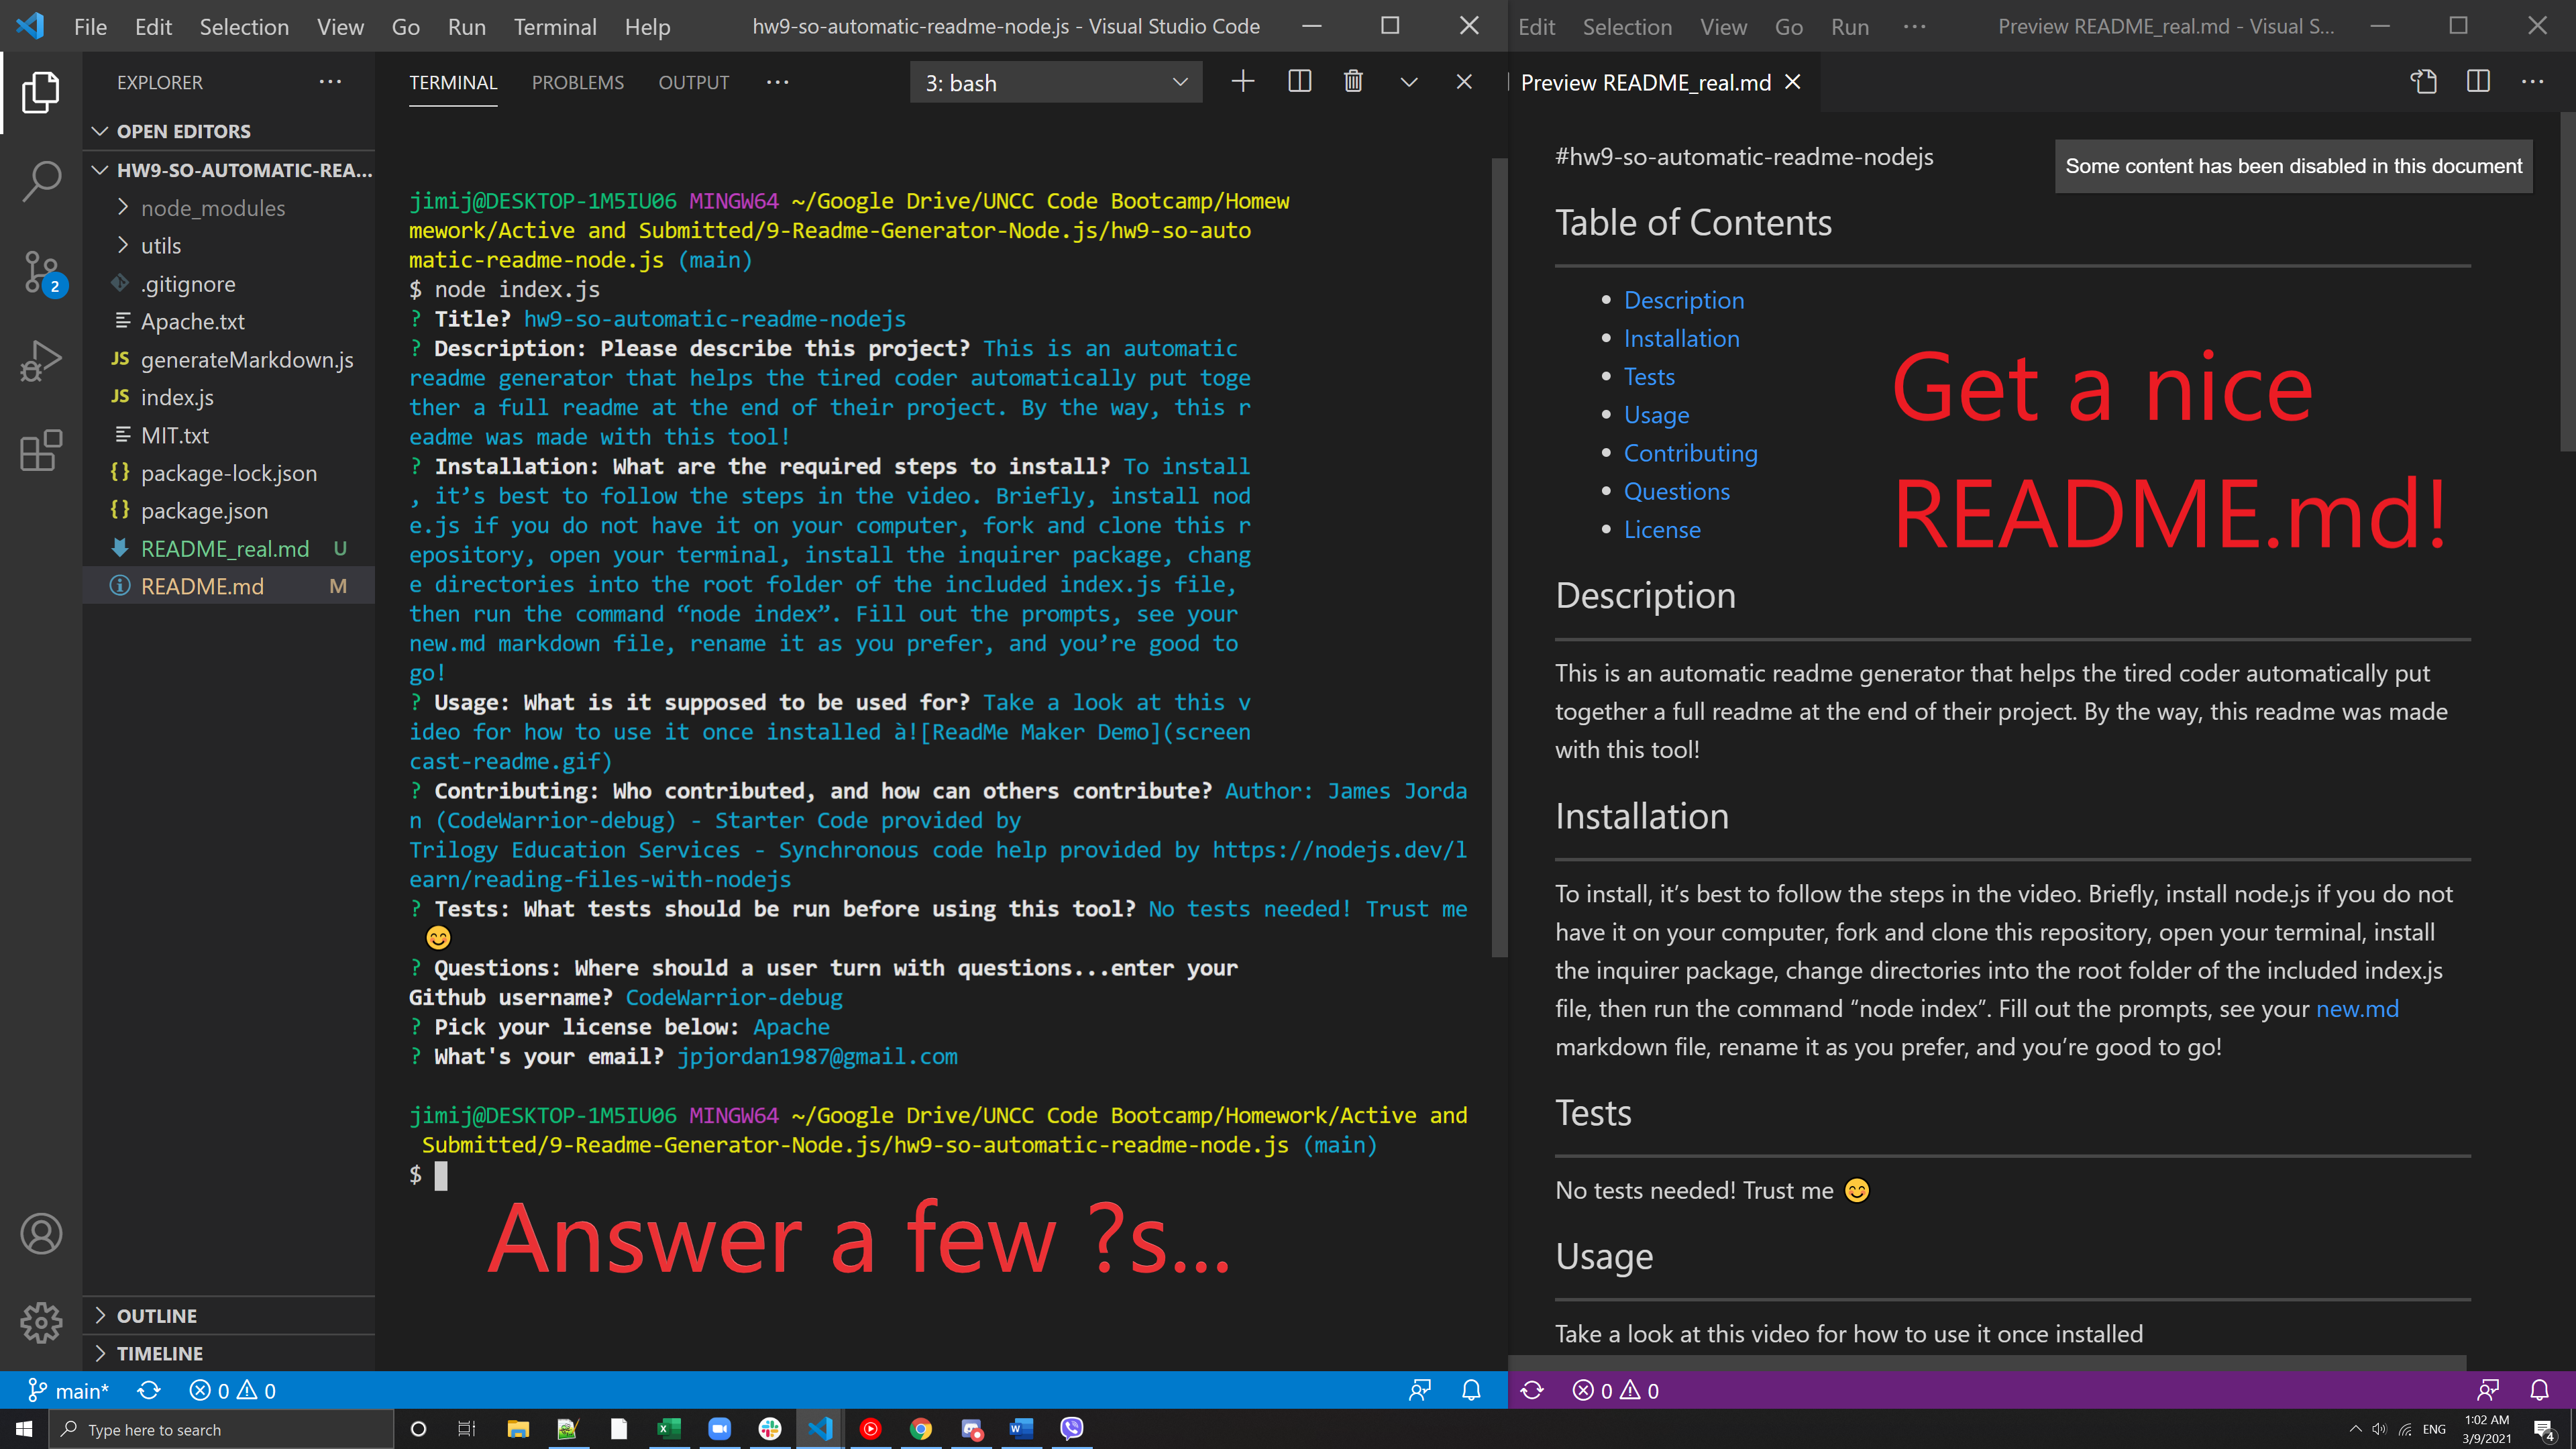 File Edit Selection View Go Run Terminal Help hw9-so-automatic-readme-node.js - Visual Studio Code
EXPLORER
OPEN EDITORS
HW9-SO-AUTOMATIC-REA...
node_modules
utils
.gitignore
Apache.txt
JS generateMarkdown.js
JS index.js
MIT.txt
{} package-lock.json
{} package.json
README_real.md U
README.md M
2
OUTLINE
TIMELINE
TERMINAL PROBLEMS OUTPUT ... 3: bash
jimij@DESKTOP-1M5IU06 MINGW64 ~/Google Drive/UNCC Code Bootcamp/Homew
mework/Active and Submitted/9-Readme-Generator-Node.js/hw9-so-auto
matic-readme-node.js (main)
$ node index.js
? Title? hw9-so-automatic-readme-nodejs
? Description: Please describe this project? This is an automatic
readme generator that helps the tired coder automatically put toge
ther a full readme at the end of their project. By the way, this r
eadme was made with this tool!
? Installation: What are the required steps to install? To install
, it’s best to follow the steps in the video. Briefly, install nod
e.js if you do not have it on your computer, fork and clone this r
epository, open your terminal, install the inquirer package, chang
e directories into the root folder of the included index.js file,
then run the command “node index”. Fill out the prompts, see your
new.md markdown file, rename it as you prefer, and you’re good to
go!
? Usage: What is it supposed to be used for? Take a look at this v
ideo for how to use it once installed à![ReadMe Maker Demo](screen
cast-readme.gif)
? Contributing: Who contributed, and how can others contribute? Author: James Jorda
n (CodeWarrior-debug) - Starter Code provided by
Trilogy Education Services - Synchronous code help provided by https://nodejs.dev/l
earn/reading-files-with-nodejs
? Tests: What tests should be run before using this tool? No tests needed! Trust me
😊
? Questions: Where should a user turn with questions...enter your
Github username? CodeWarrior-debug
? Pick your license below: Apache
? What's your email? jpjordan1987@gmail.com
jimij@DESKTOP-1M5IU06 MINGW64 ~/Google Drive/UNCC Code Bootcamp/Homework/Active and
Submitted/9-Readme-Generator-Node.js/hw9-so-automatic-readme-node.js (main)
$
Answer a few ?s...
main* 0 0
Edit Selection View Go Run ... Preview README_real.md - Visual S...
Preview README_real.md
#hw9-so-automatic-readme-nodejs
Some content has been disabled in this document
Table of Contents
Description
Installation
Tests
Usage
Contributing
Questions
License
Get a nice
README.md!
Description
This is an automatic readme generator that helps the tired coder automatically put
together a full readme at the end of their project. By the way, this readme was made
with this tool!
Installation
To install, it’s best to follow the steps in the video. Briefly, install node.js if you do not
have it on your computer, fork and clone this repository, open your terminal, install
the inquirer package, change directories into the root folder of the included index.js
file, then run the command “node index”. Fill out the prompts, see your new.md
markdown file, rename it as you prefer, and you’re good to go!
Tests
No tests needed! Trust me 😊
Usage
Take a look at this video for how to use it once installed
0 0
Type here to search
ENG
1:02 AM
3/9/2021
4